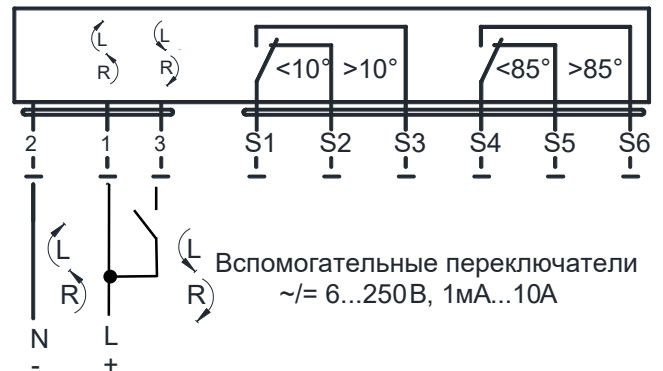 L L
R R
<10° >10° <85° >85°
2 1 3 S1 S2 S3 S4 S5 S6
L L
R R
Вспомогательные переключатели
~/= 6...250В, 1мА...10А
N L
- +